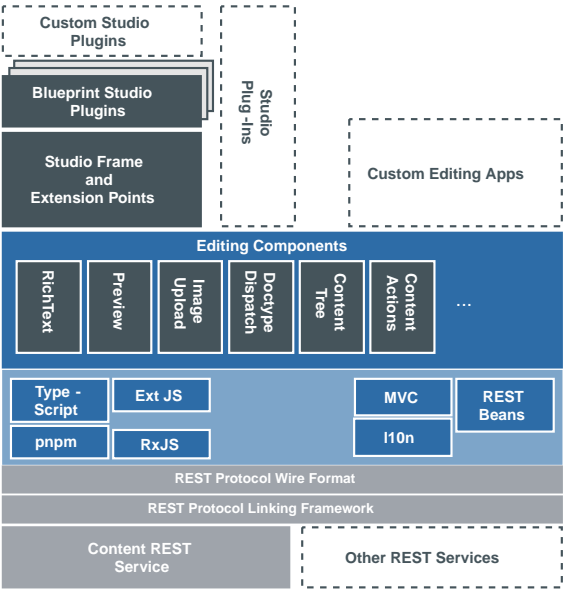 Custom Studio
Plugins
Blueprint Studio
Plugins
Studio Frame
and
Extension Points
Studio
Plug -Ins
Custom Editing Apps
Editing Components
RichText
Preview
Image
Upload
Doctype
Dispatch
Content
Tree
Content
Actions
...
Type -
Script
Ext JS
MVC
REST
Beans
pnpm
RxJS
l10n
REST Protocol Wire Format
REST Protocol Linking Framework
Content REST
Service
Other REST Services